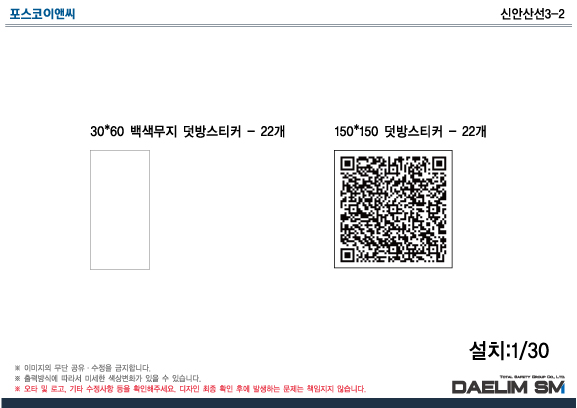 포스코이앤씨
신안산선3-2
30*60 백색무지 덧방스티커 - 22개
150*150 덧방스티커 - 22개
설치:1/30
※ 이미지의 무단 공유·수정을 금지합니다.
※ 출력방식에 따라서 미세한 색상변화가 있을 수 있습니다.
※ 오타 및 로고, 기타 수정사항 등을 확인해주세요. 디자인 최종 확인 후에 발생하는 문제는 책임지지 않습니다.
Total Safety Group Co., Ltd.
DAELIM SM